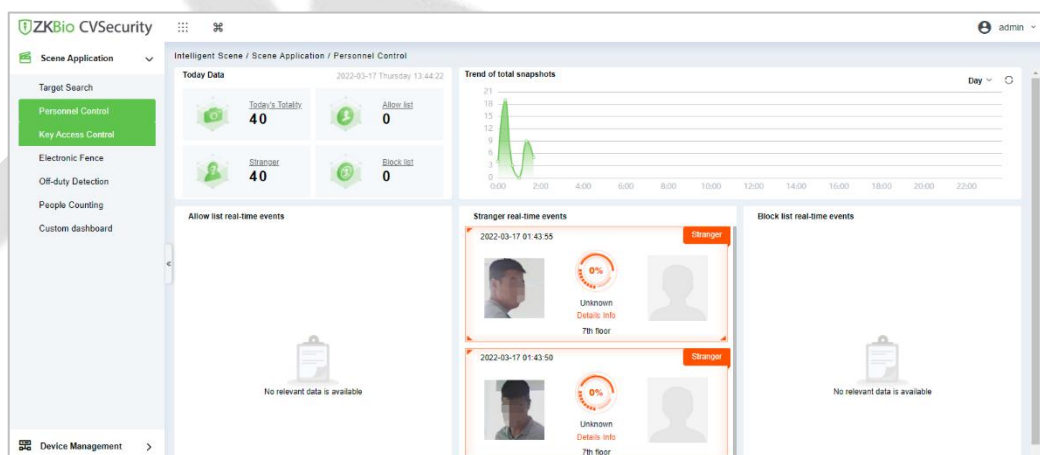 ZKBio CVSecurity
admin
Scene Application
Target Search
Personnel Control
Key Access Control
Electronic Fence
Off-duty Detection
People Counting
Custom dashboard
Device Management
Intelligent Scene / Scene Application / Personnel Control
Today Data
2022-03-17 Thursday 13:44:22
Today's Totality
40
Allow list
0
Stranger
40
Block list
0
Trend of total snapshots
Day
21
18
15
12
9
6
3
0
0:00 2:00 4:00 6:00 8:00 10:00 12:00 14:00 16:00 18:00 20:00 22:00
Allow list real-time events
No relevant data is available
Stranger real-time events
2022-03-17 01:43:55
Stranger
0%
Unknown
Details Info
7th floor
2022-03-17 01:43:50
Stranger
0%
Unknown
Details Info
7th floor
Block list real-time events
No relevant data is available